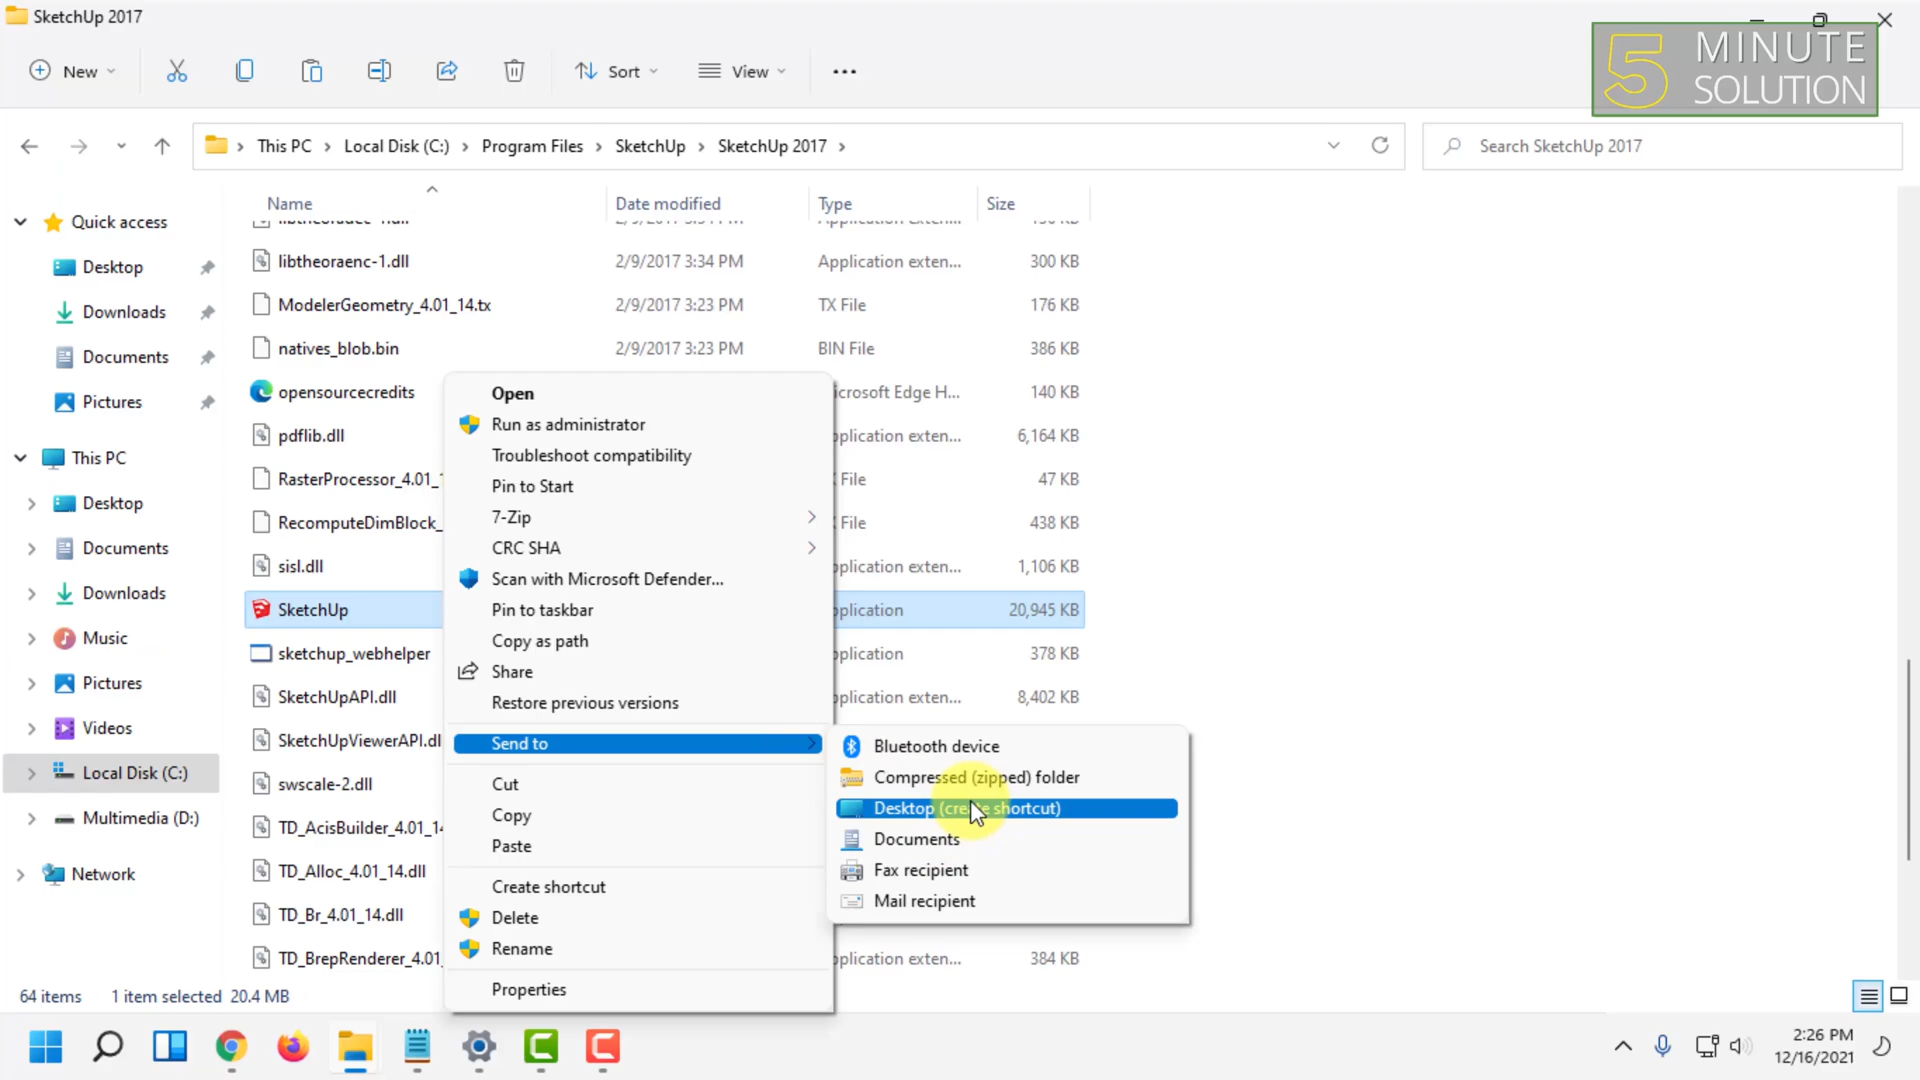 SketchUp 2017
5 MINUTE
SOLUTION
New
Sort
View
This PC
Local Disk (C:)
Program Files
SketchUp
SketchUp 2017
Search SketchUp 2017
Name
Date modified
Type
Size
Quick access
Desktop
Downloads
Documents
Pictures
This PC
Desktop
Documents
Downloads
Music
Pictures
Videos
Local Disk (C:)
Multimedia (D:)
Network
libtheoraenc-1.dll 2/9/2017 3:34 PM Application exten... 300 KB
ModelerGeometry_4.01_14.tx 2/9/2017 3:23 PM TX File 176 KB
natives_blob.bin 2/9/2017 3:23 PM BIN File 386 KB
opensourcecredits icrosoft Edge H... 140 KB
pdflib.dll plication exten... 6,164 KB
RasterProcessor_4.01_ File 47 KB
RecomputeDimBlock_ File 438 KB
sisl.dll plication exten... 1,106 KB
SketchUp plication 20,945 KB
sketchup_webhelper plication 378 KB
SketchUpAPI.dll plication exten... 8,402 KB
SketchUpViewerAPI.dl
swscale-2.dll
TD_AcisBuilder_4.01_14
TD_Alloc_4.01_14.dll
TD_Br_4.01_14.dll
TD_BrepRenderer_4.01_ plication exten... 384 KB
Open
Run as administrator
Troubleshoot compatibility
Pin to Start
7-Zip
CRC SHA
Scan with Microsoft Defender...
Pin to taskbar
Copy as path
Share
Restore previous versions
Send to
Cut
Copy
Paste
Create shortcut
Delete
Rename
Properties
Bluetooth device
Compressed (zipped) folder
Desktop (create shortcut)
Documents
Fax recipient
Mail recipient
64 items 1 item selected 20.4 MB
2:26 PM
12/16/2021